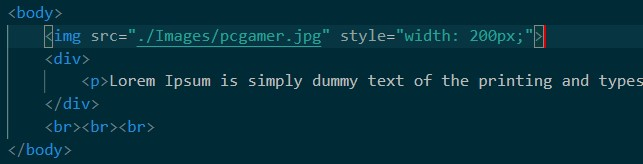 <body>
<img src="./Images/pcgamer.jpg" style="width: 200px;">
<div>
<p>Lorem Ipsum is simply dummy text of the printing and types
</div>
<br><br><br>
</body>